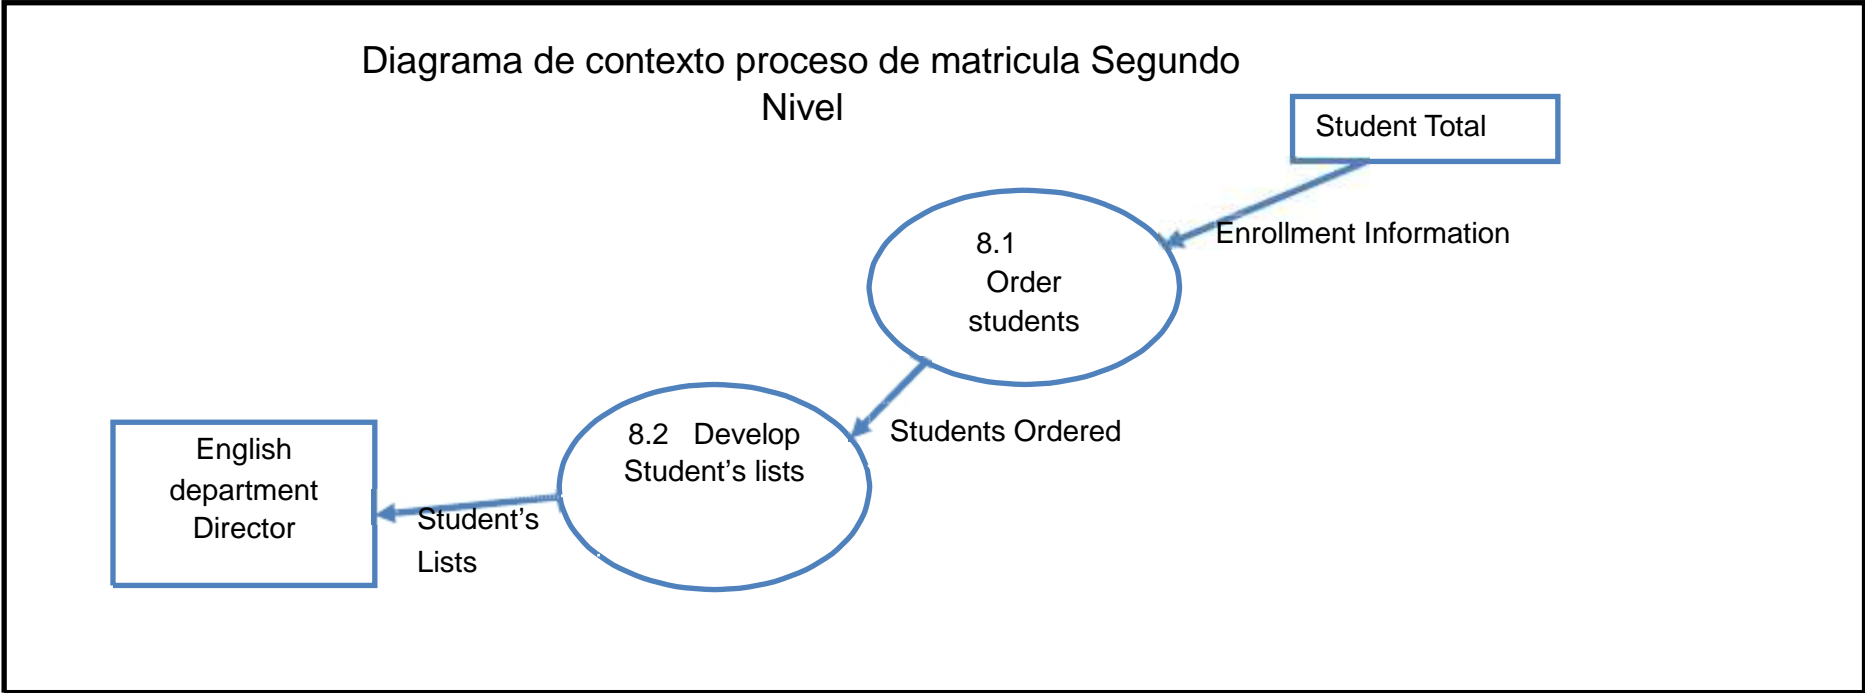 Diagrama de contexto proceso de matricula Segundo
Nivel
Student Total
Enrollment Information
8.1
Order
students
Students Ordered
8.2 Develop
Student’s lists
Student’s
Lists
English
department
Director